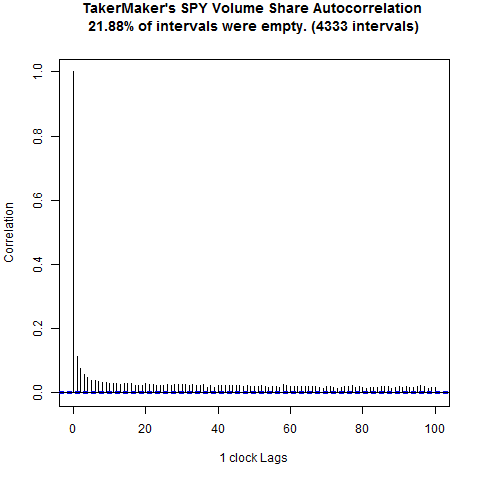 TakerMaker's SPY Volume Share Autocorrelation
21.88% of intervals were empty. (4333 intervals)
Correlation
1.0
0.8
0.6
0.4
0.2
0.0
0 20 40 60 80 100
1 clock Lags